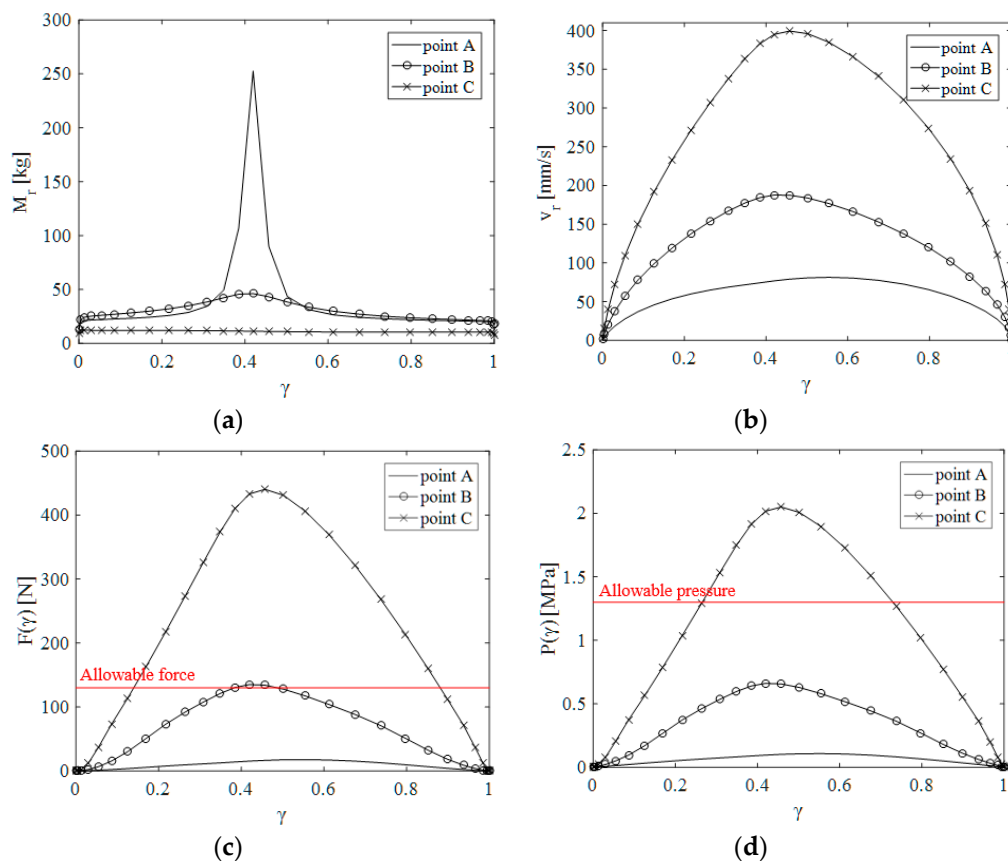 300
250
200
150
100
50
0
M_r [kg]
point A
point B
point C
0 0.2 0.4 0.6 0.8 1
γ
(a)
400
350
300
250
200
150
100
50
0
v_r [mm/s]
point A
point B
point C
0 0.2 0.4 0.6 0.8
γ
(b)
500
400
300
200
100
0
F(γ) [N]
point A
point B
point C
Allowable force
0 0.2 0.4 0.6 0.8 1
γ
(c)
2.5
2
1.5
1
0.5
0
P(γ) [MPa]
point A
point B
point C
Allowable pressure
0 0.2 0.4 0.6 0.8 1
γ
(d)